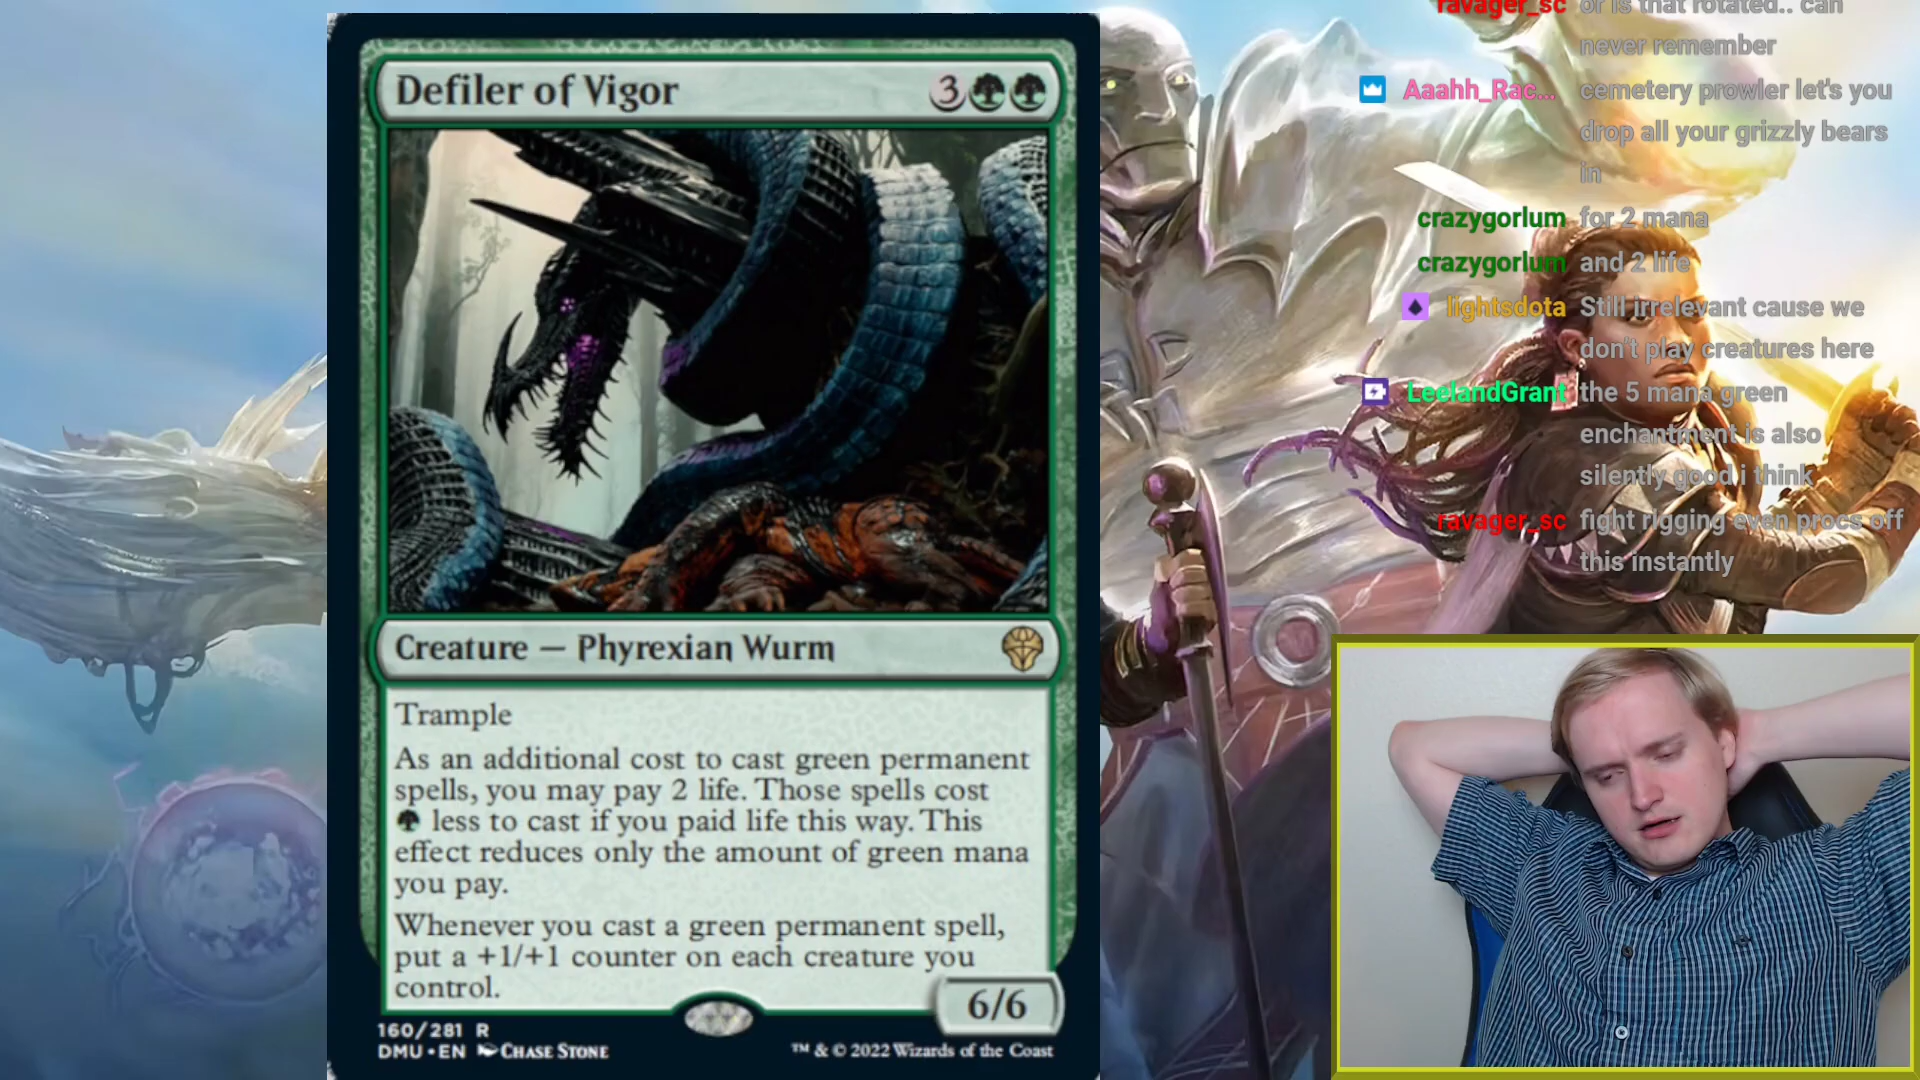 Defiler of Vigor 3
Creature — Phyrexian Wurm
Trample
As an additional cost to cast green permanent
spells, you may pay 2 life. Those spells cost
less to cast if you paid life this way. This
effect reduces only the amount of green mana
you pay.
Whenever you cast a green permanent spell,
put a +1/+1 counter on each creature you
control.
6/6
160/281 R
DMU • EN CHASE STONE
™ & © 2022 Wizards of the Coast
ravager_sc or is that rotated.. can
never remember
Aaahh_Rac... cemetery prowler let's you
drop all your grizzly bears
in
crazygorlum for 2 mana
crazygorlum and 2 life
lightsdota Still irrelevant cause we
don't play creatures here
LeelandGrant the 5 mana green
enchantment is also
silently good i think
ravager_sc fight rigging even procs off
this instantly